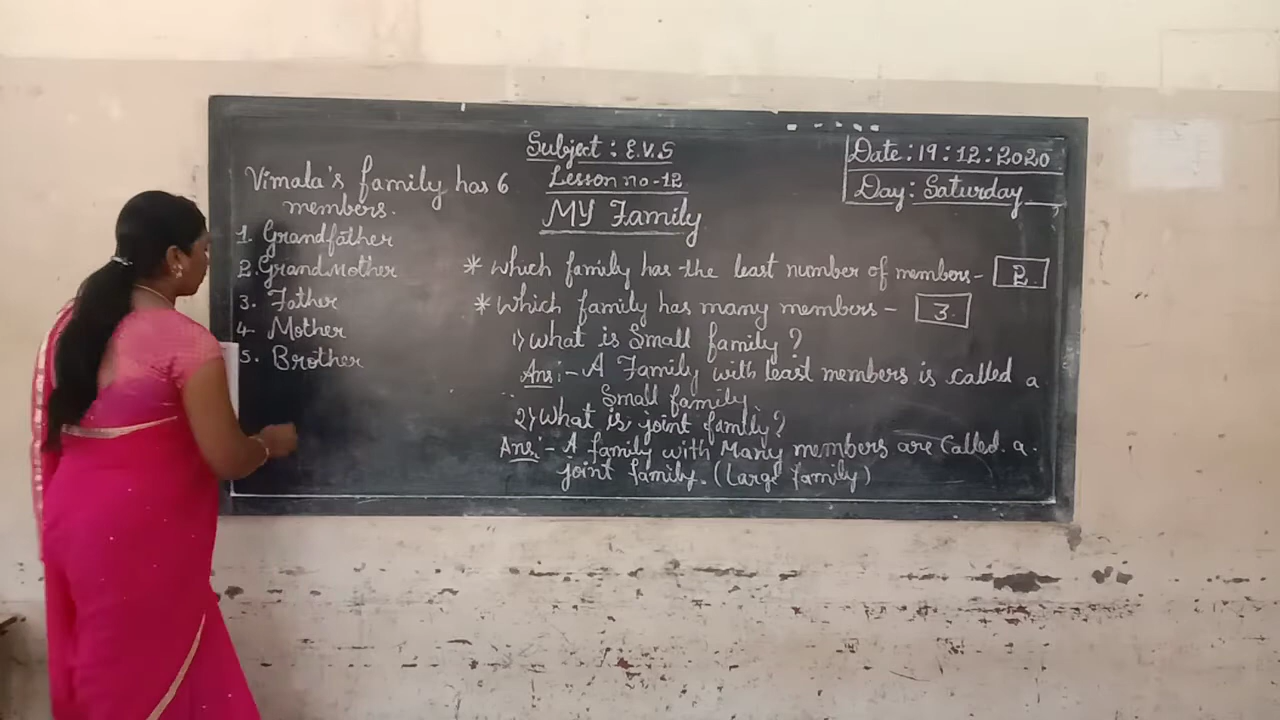 Subject : E.V.S
Lesson no-12
MY Family
Date : 19 : 12 : 2020
Day : Saturday
Vimala's family has 6
members.
1. Grandfather
2. GrandMother
3. Father
4. Mother
5. Brother
* which family has the least number of members - 2.
* which family has many members - 3.
1) what is Small family ?
Ans :- A Family with least members is called a
Small family
2) What is joint family ?
Ans :- A family with Many members are Called. a.
joint family. (Large family)